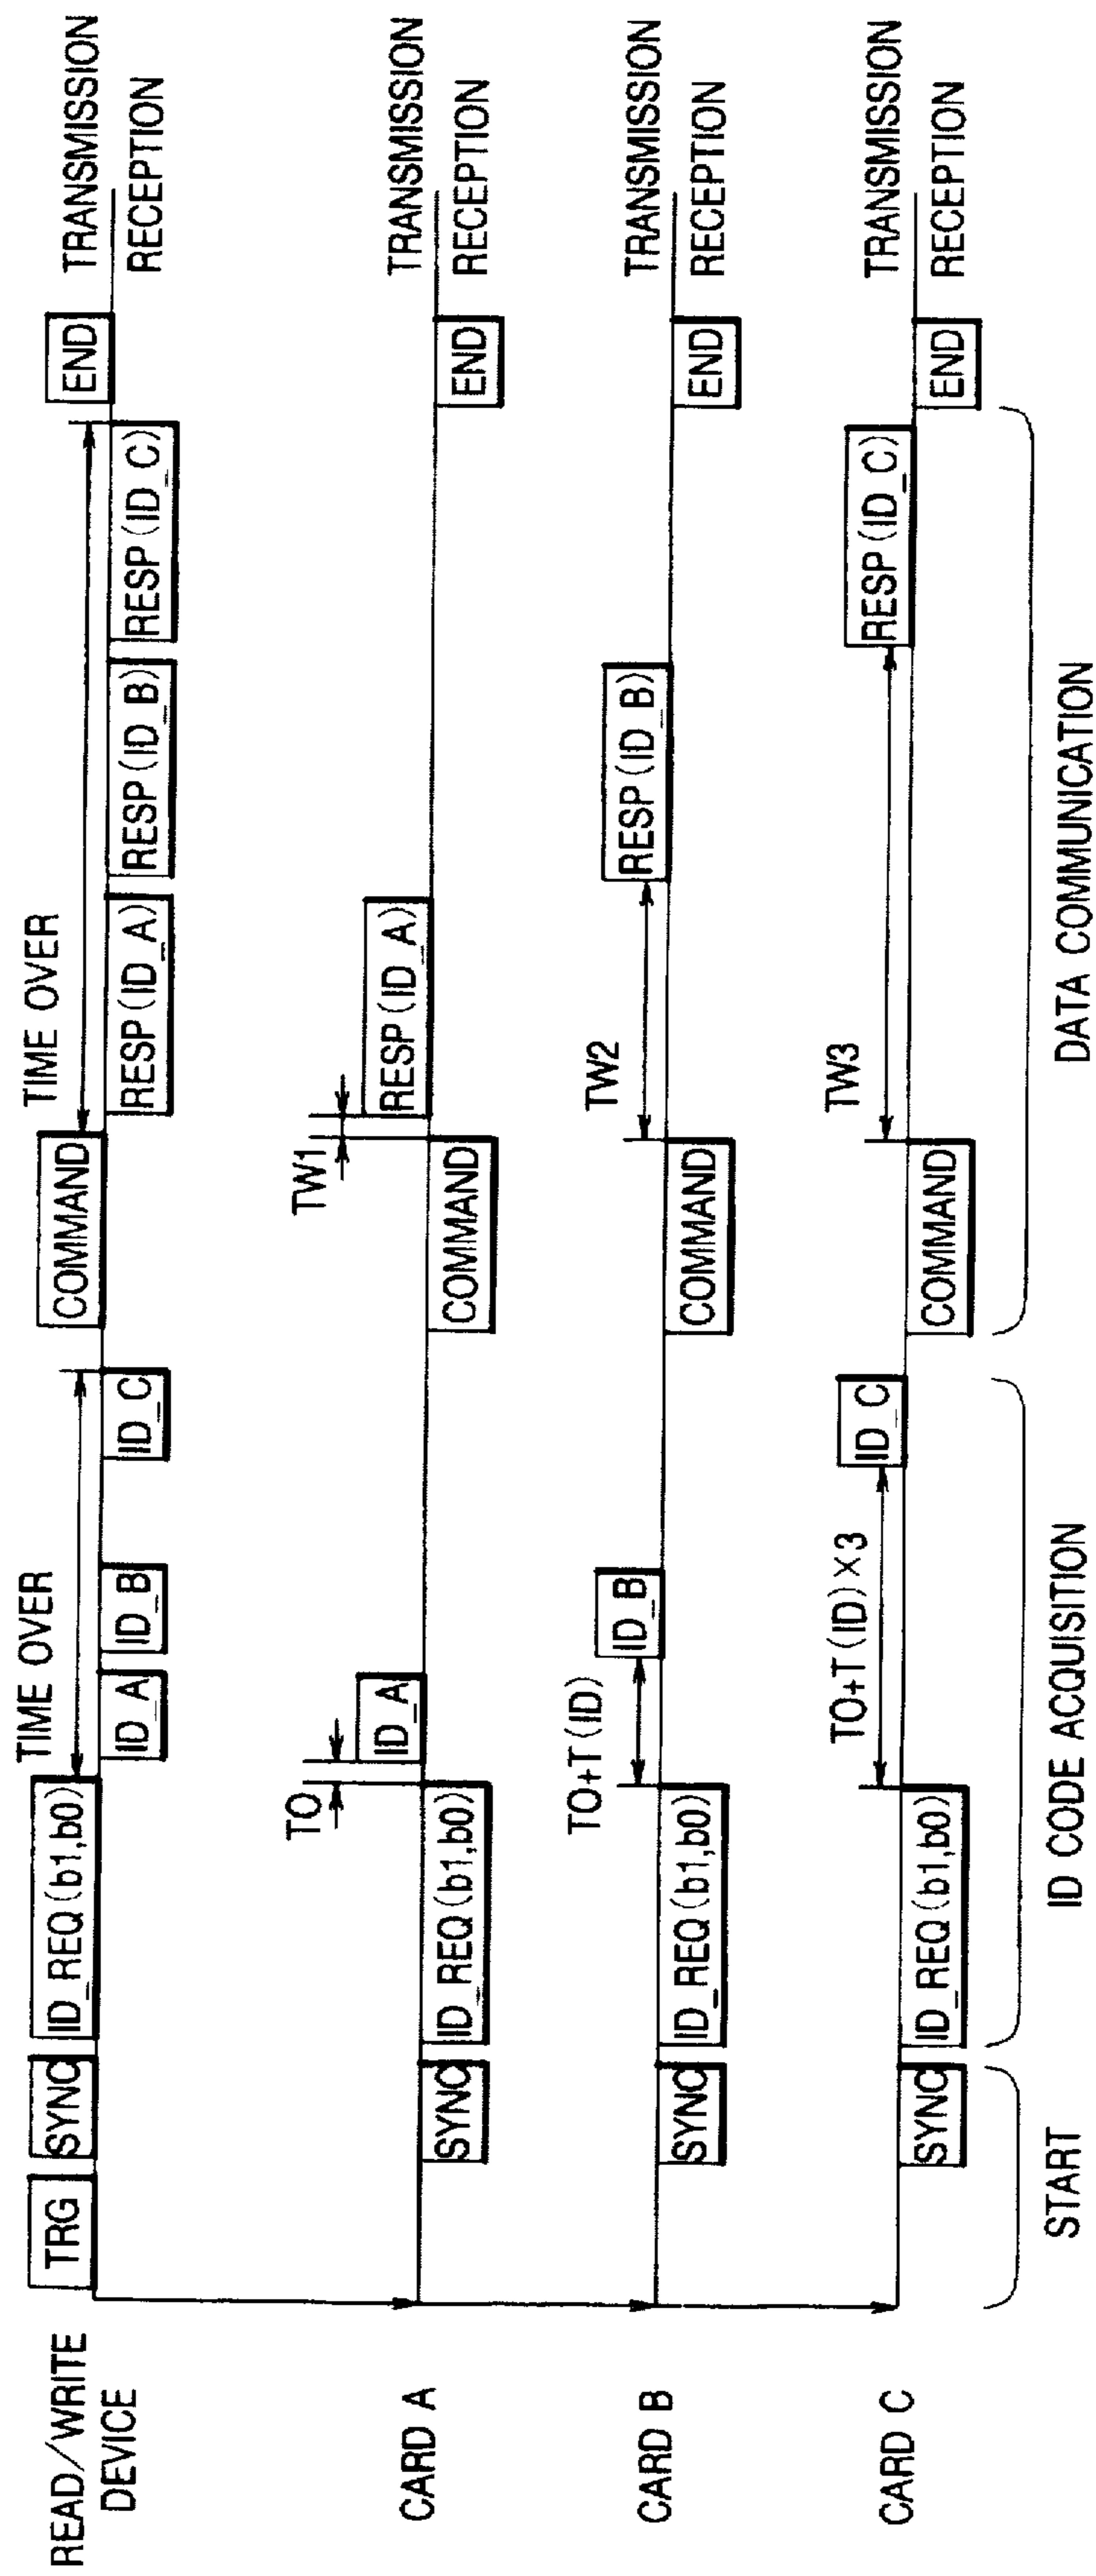 READ/WRITE
DEVICE
TRG
SYNC
ID_REQ(b1,b0)
TIME OVER
ID_A
ID_B
ID_C
COMMAND
TIME OVER
RESP(ID_A)
RESP(ID_B)
RESP(ID_C)
END
TRANSMISSION
RECEPTION
CARD A
SYNC
ID_REQ(b1,b0)
TO
ID_A
COMMAND
TW1
RESP(ID_A)
END
TRANSMISSION
RECEPTION
CARD B
SYNC
ID_REQ(b1,b0)
TO+T(ID)
ID_B
COMMAND
TW2
RESP(ID_B)
END
TRANSMISSION
RECEPTION
CARD C
SYNC
ID_REQ(b1,b0)
TO+T(ID)×3
ID_C
COMMAND
TW3
RESP(ID_C)
END
TRANSMISSION
RECEPTION
START
ID CODE ACQUISITION
DATA COMMUNICATION